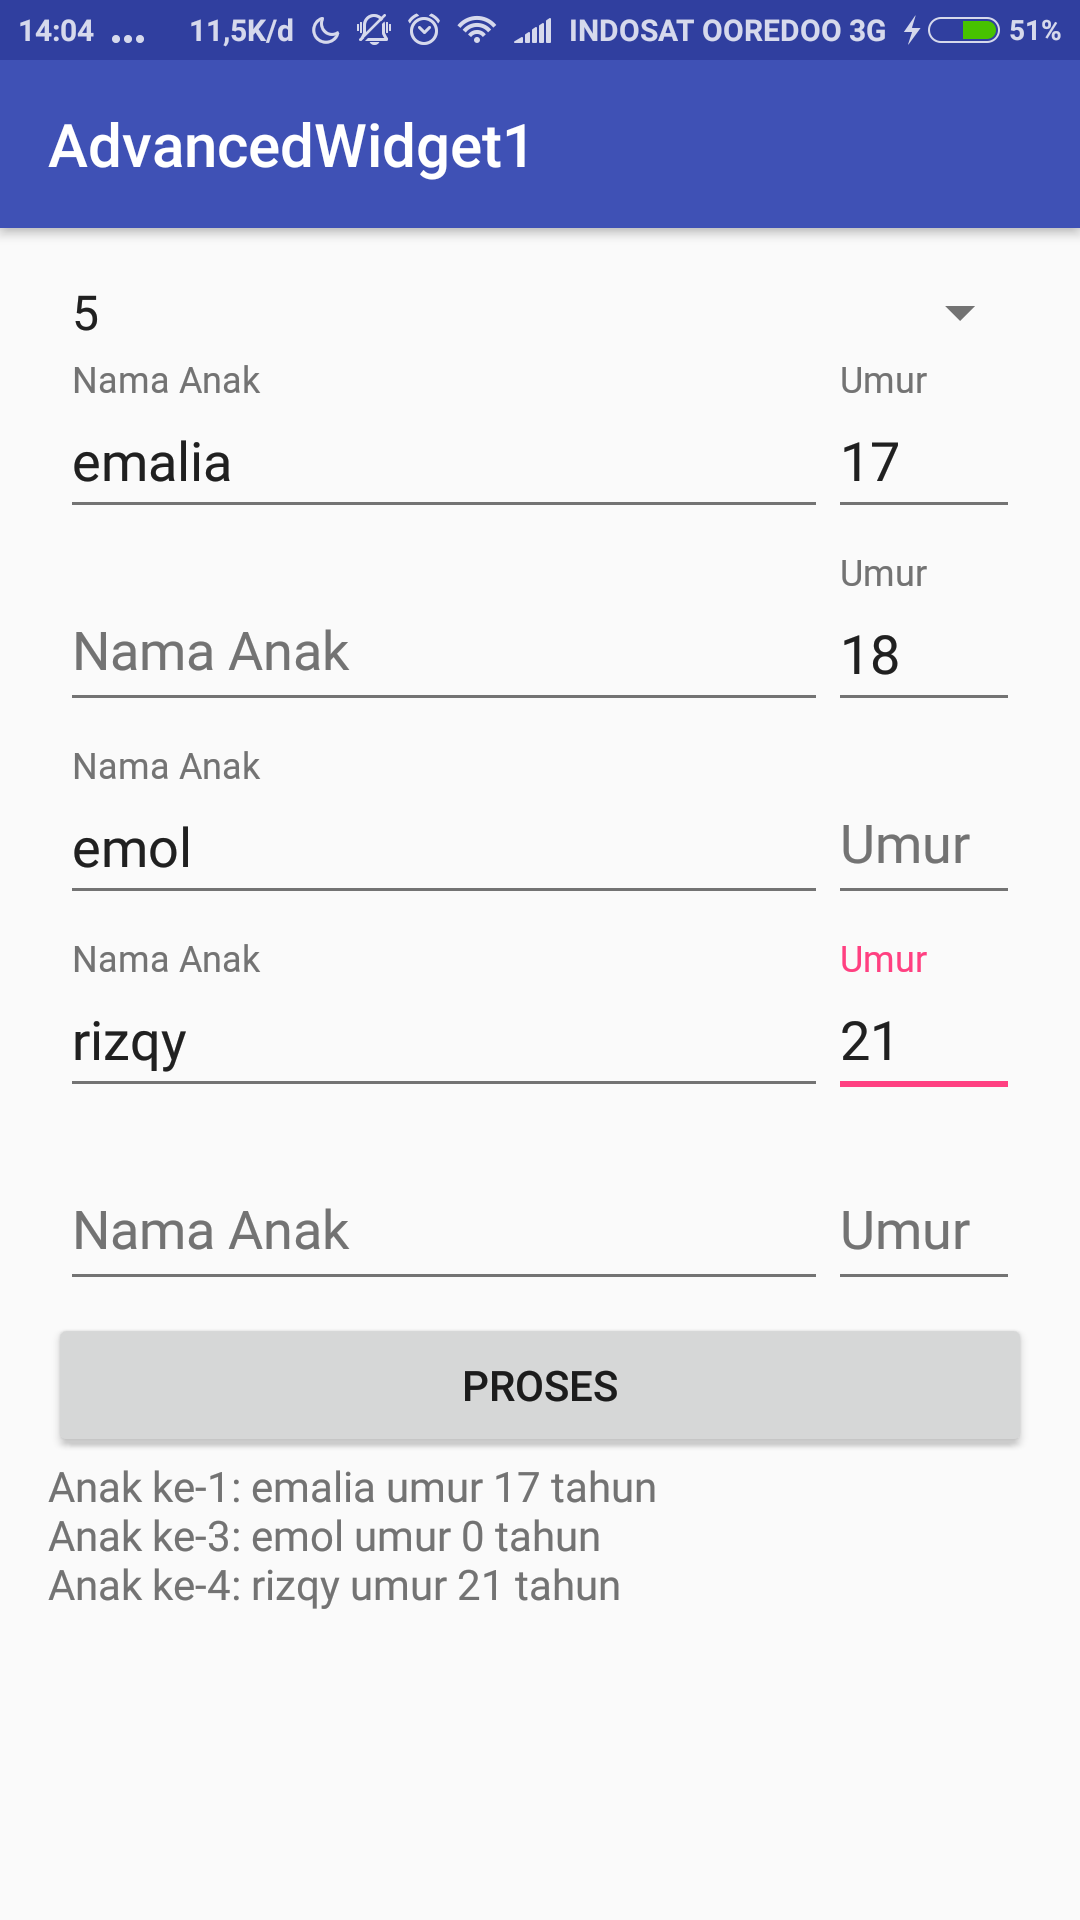 14:04 ... 11,5K/d INDOSAT OOREDOO 3G 51%
AdvancedWidget1
5
Nama Anak Umur
emalia 17
Umur
Nama Anak 18
Nama Anak
emol Umur
Nama Anak Umur
rizqy 21
Nama Anak Umur
PROSES
Anak ke-1: emalia umur 17 tahun
Anak ke-3: emol umur 0 tahun
Anak ke-4: rizqy umur 21 tahun